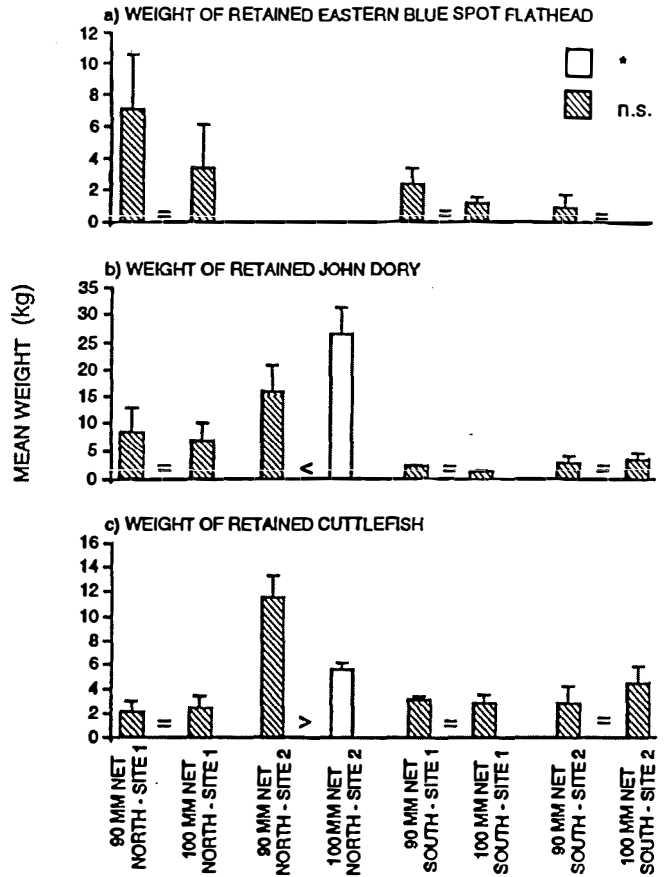 a) WEIGHT OF RETAINED EASTERN BLUE SPOT FLATHEAD
12
10
8
6
4
2
0
*
n.s.
= = =
b) WEIGHT OF RETAINED JOHN DORY
35
30
25
20
15
10
5
0
= < = =
c) WEIGHT OF RETAINED CUTTLEFISH
16
14
12
10
8
6
4
2
0
= > = =
MEAN WEIGHT (kg)
90 MM NET
NORTH - SITE 1
100 MM NET
NORTH - SITE 1
90 MM NET
NORTH - SITE 2
100 MM NET
NORTH - SITE 2
90 MM NET
SOUTH - SITE 1
100 MM NET
SOUTH - SITE 1
90 MM NET
SOUTH - SITE 2
100 MM NET
SOUTH - SITE 2